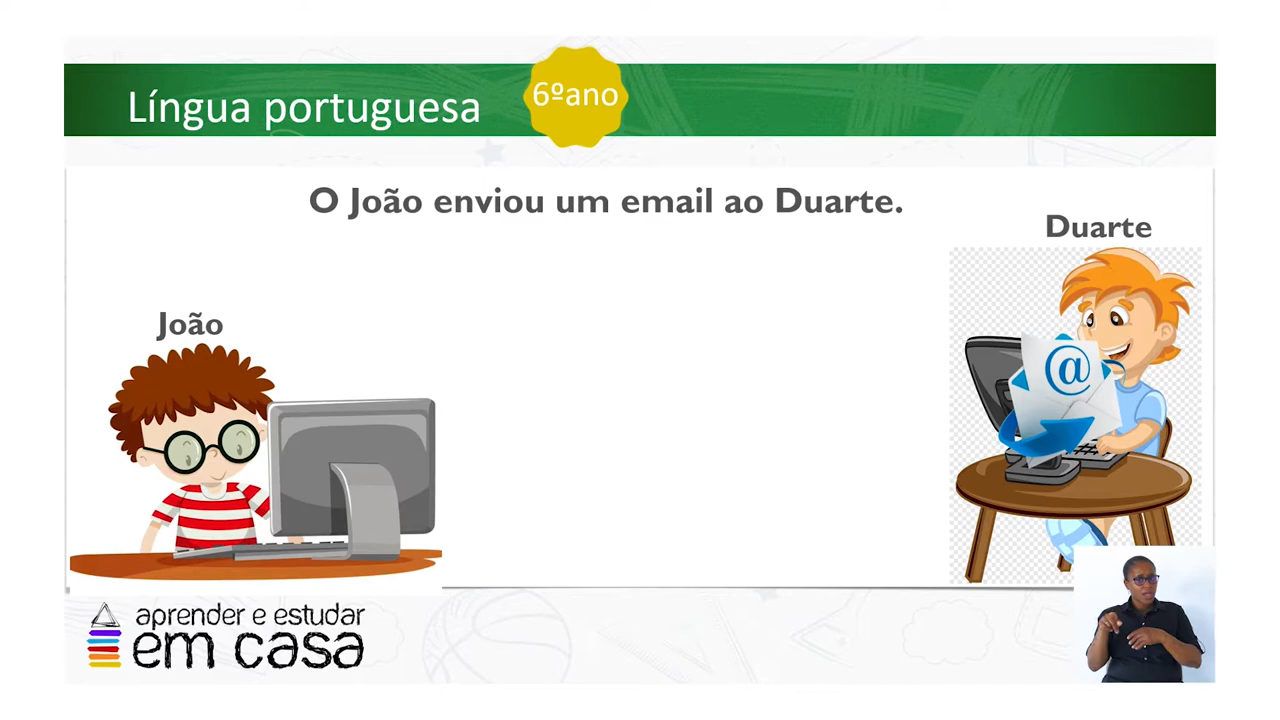 Língua portuguesa
6ºano
O João enviou um email ao Duarte.
Duarte
João
@
aprender e estudar
em casa